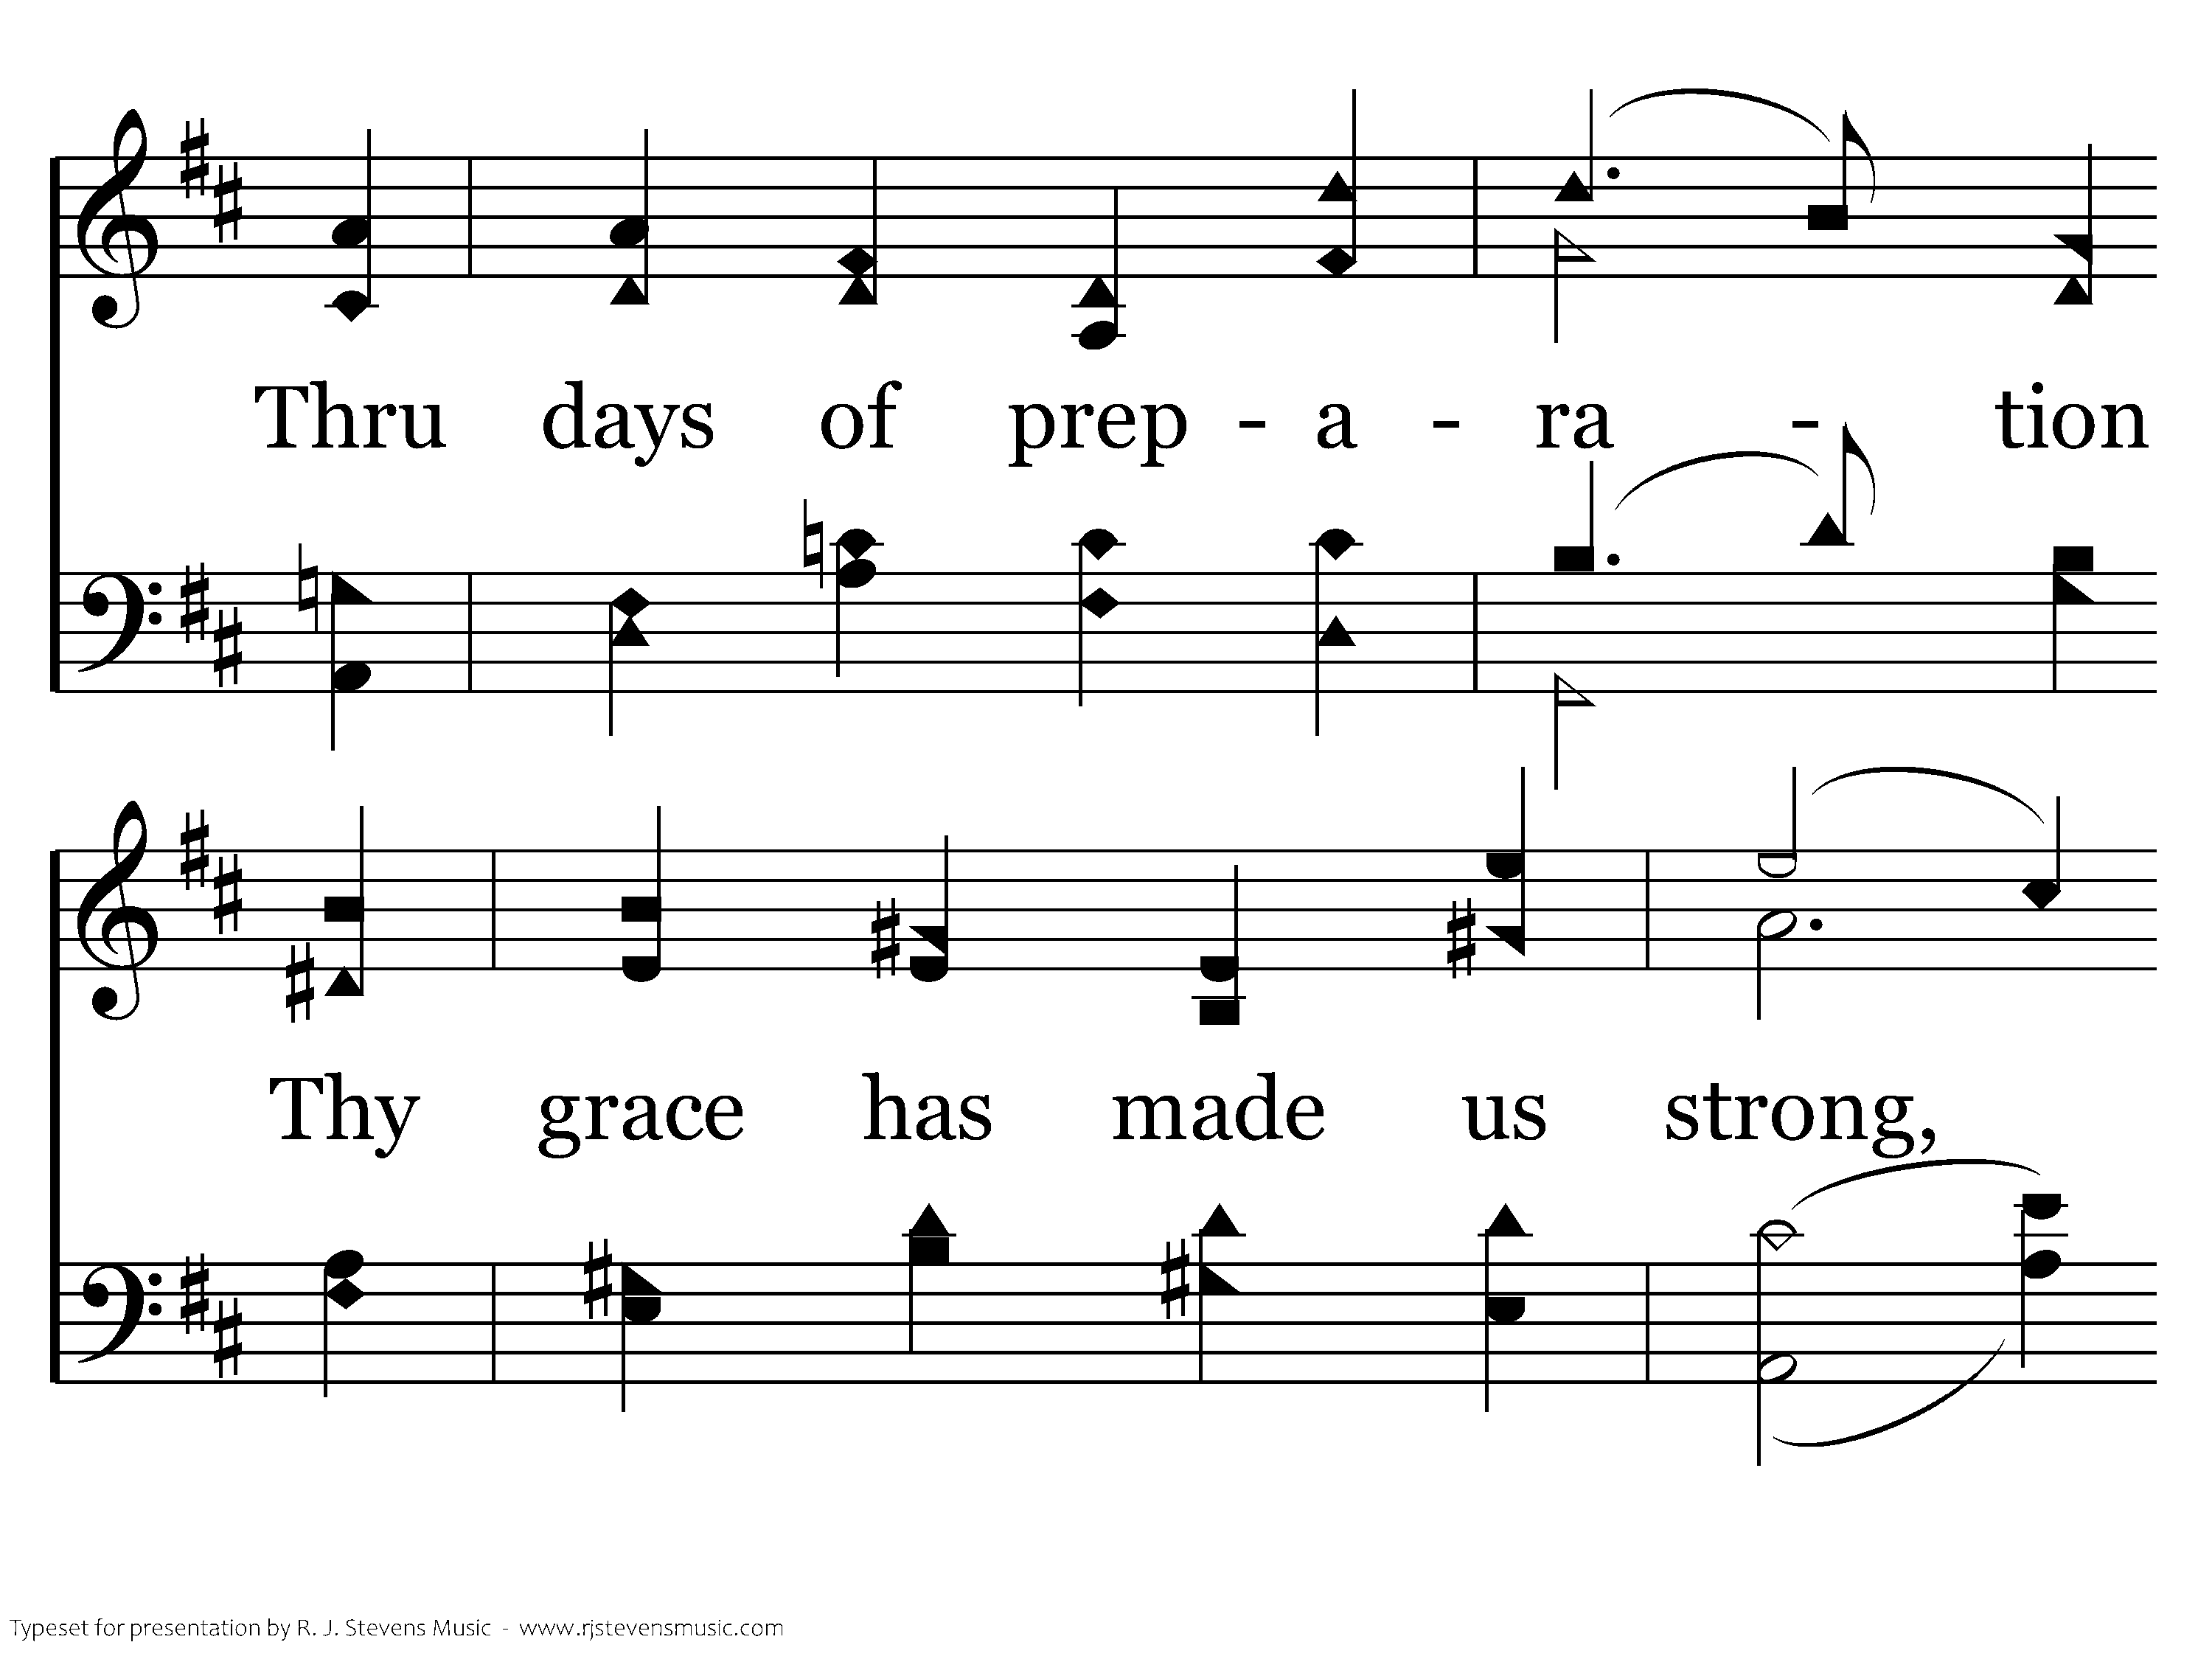 Thru days of prep - a - ra - tion
Thy grace has made us strong,
Typeset for presentation by R. J. Stevens Music - www.rjstevensmusic.com